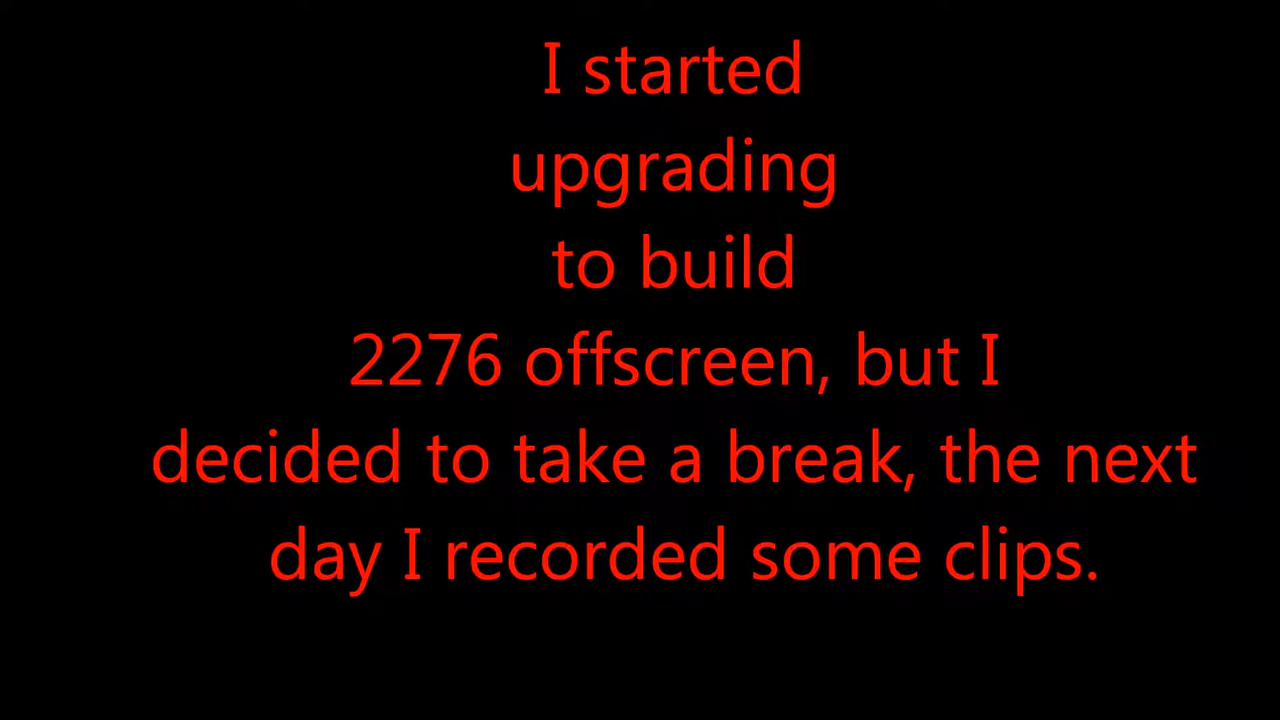 I started
upgrading
to build
2276 offscreen, but I
decided to take a break, the next
day I recorded some clips.